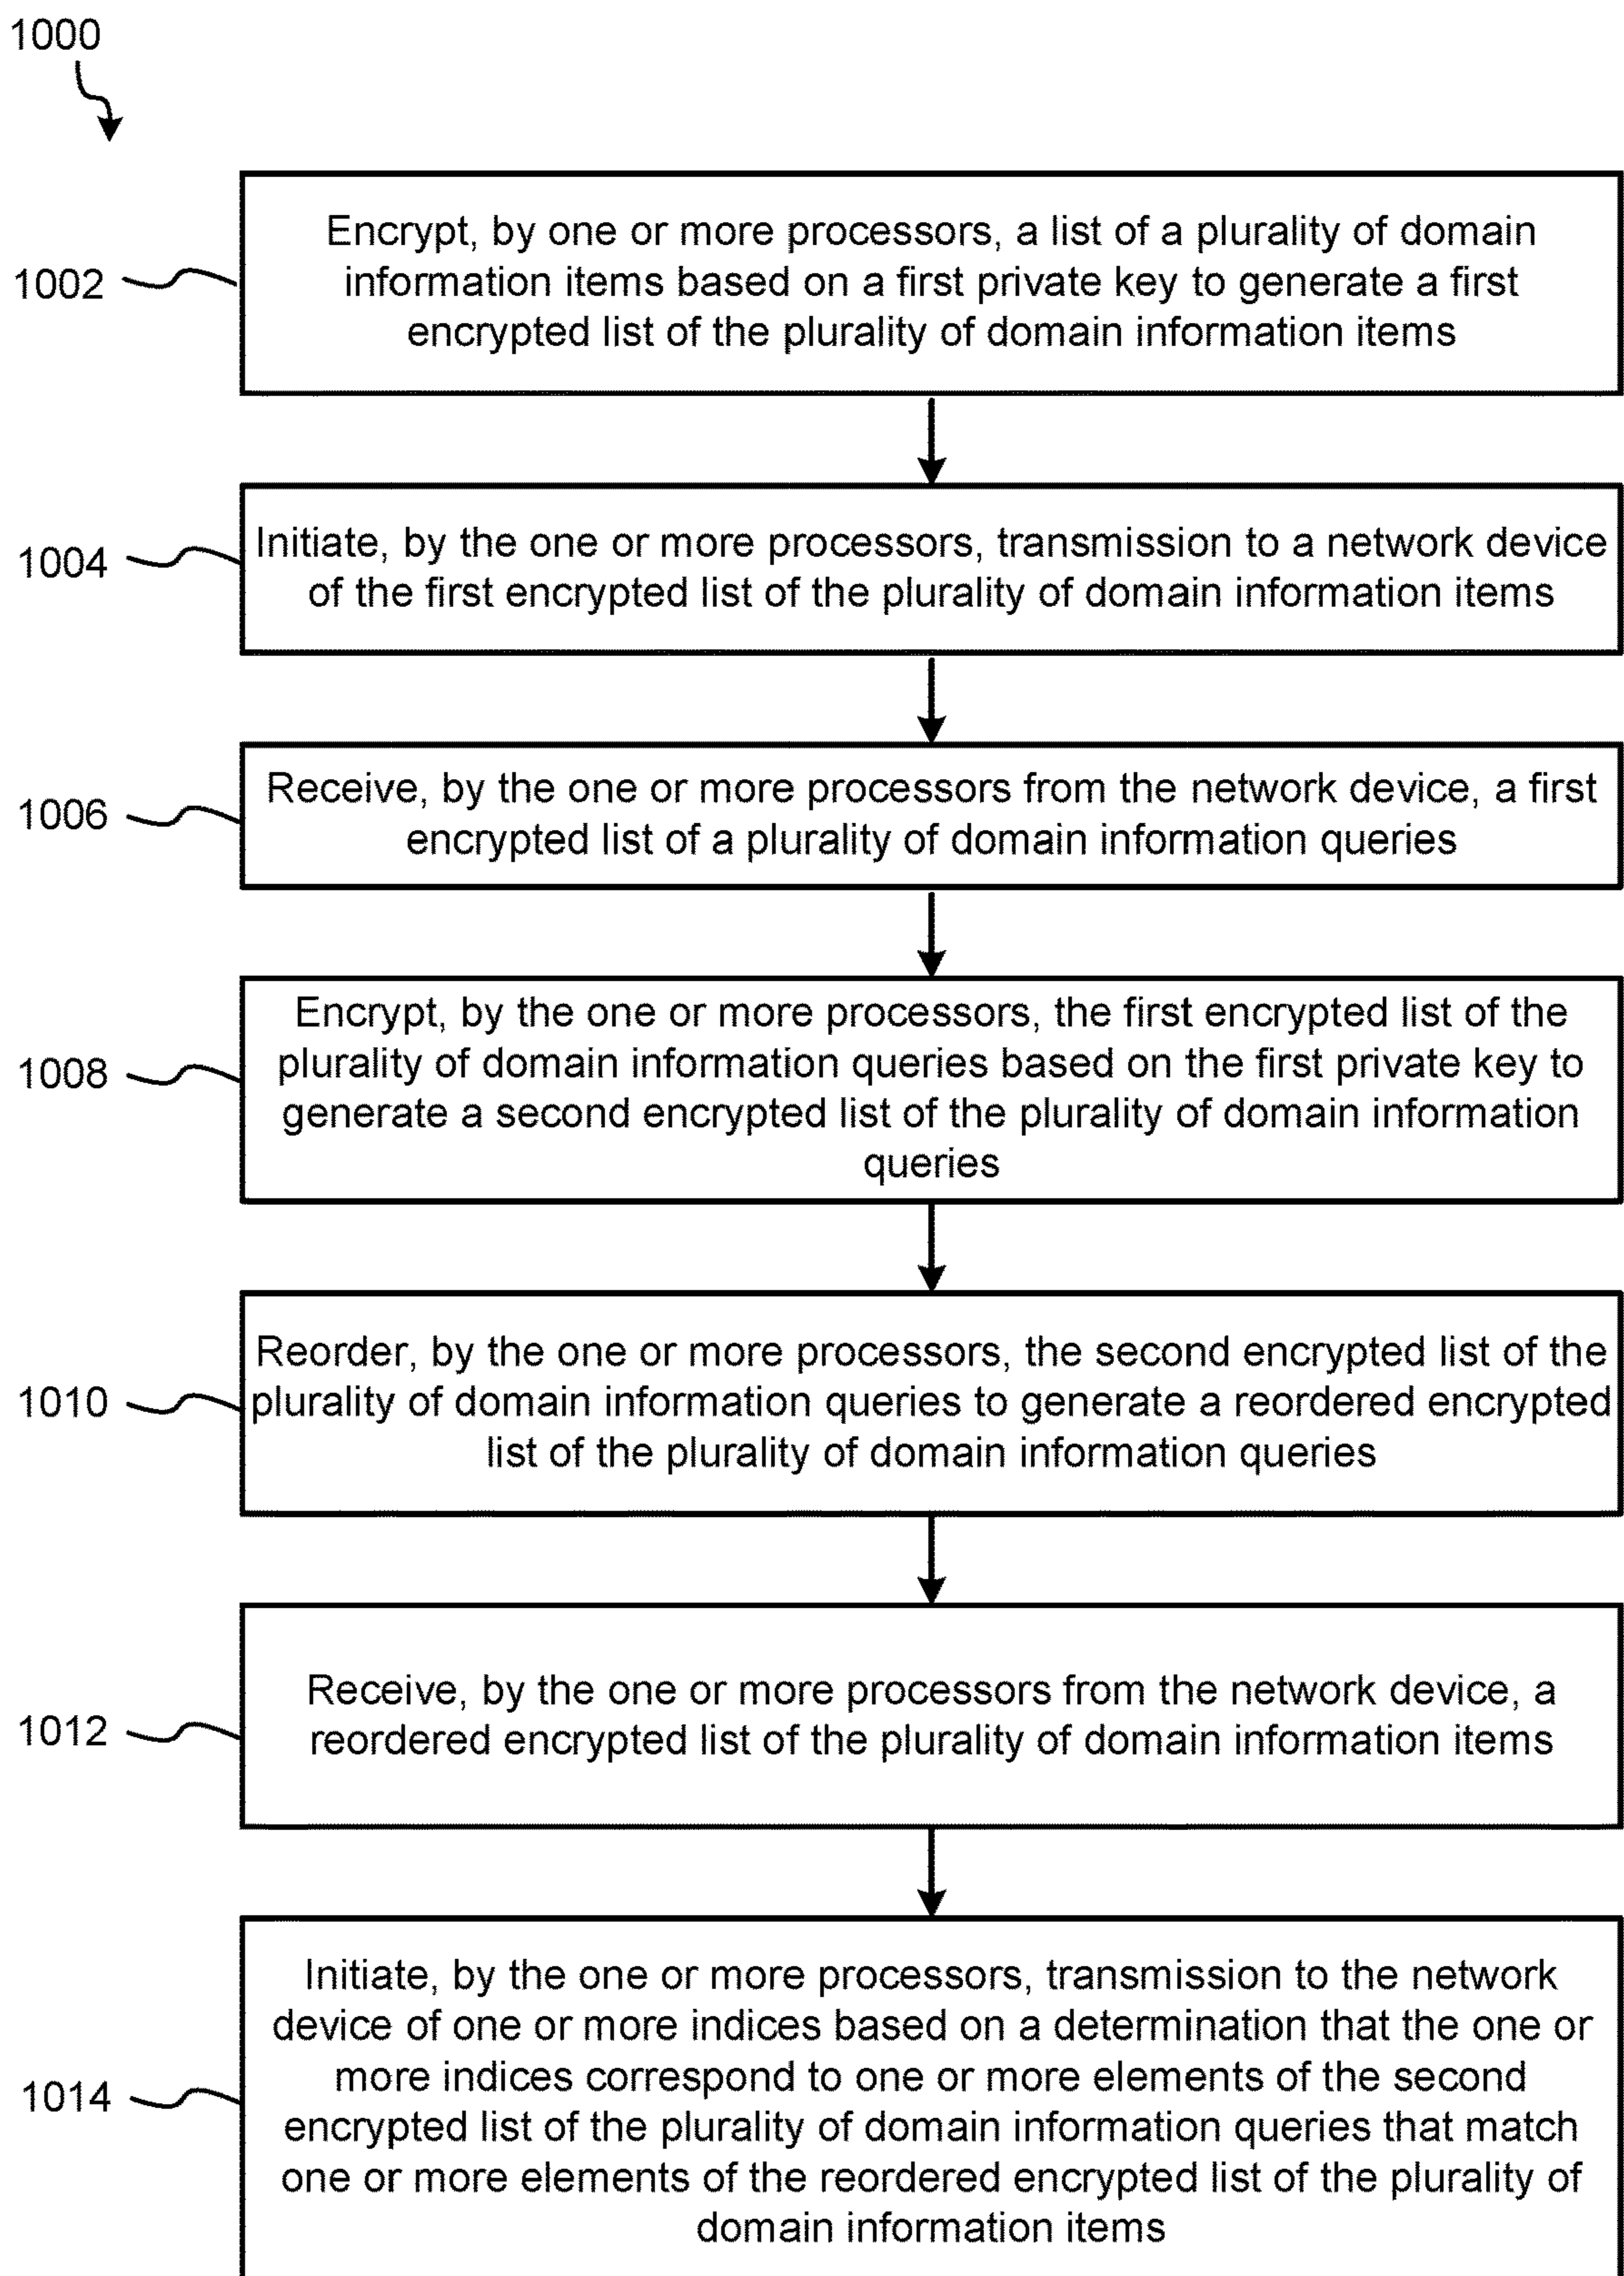 1000
1002
Encrypt, by one or more processors, a list of a plurality of domain
information items based on a first private key to generate a first
encrypted list of the plurality of domain information items
1004
Initiate, by the one or more processors, transmission to a network device
of the first encrypted list of the plurality of domain information items
1006
Receive, by the one or more processors from the network device, a first
encrypted list of a plurality of domain information queries
1008
Encrypt, by the one or more processors, the first encrypted list of the
plurality of domain information queries based on the first private key to
generate a second encrypted list of the plurality of domain information
queries
1010
Reorder, by the one or more processors, the second encrypted list of the
plurality of domain information queries to generate a reordered encrypted
list of the plurality of domain information queries
1012
Receive, by the one or more processors from the network device, a
reordered encrypted list of the plurality of domain information items
1014
Initiate, by the one or more processors, transmission to the network
device of one or more indices based on a determination that the one or
more indices correspond to one or more elements of the second
encrypted list of the plurality of domain information queries that match
one or more elements of the reordered encrypted list of the plurality of
domain information items